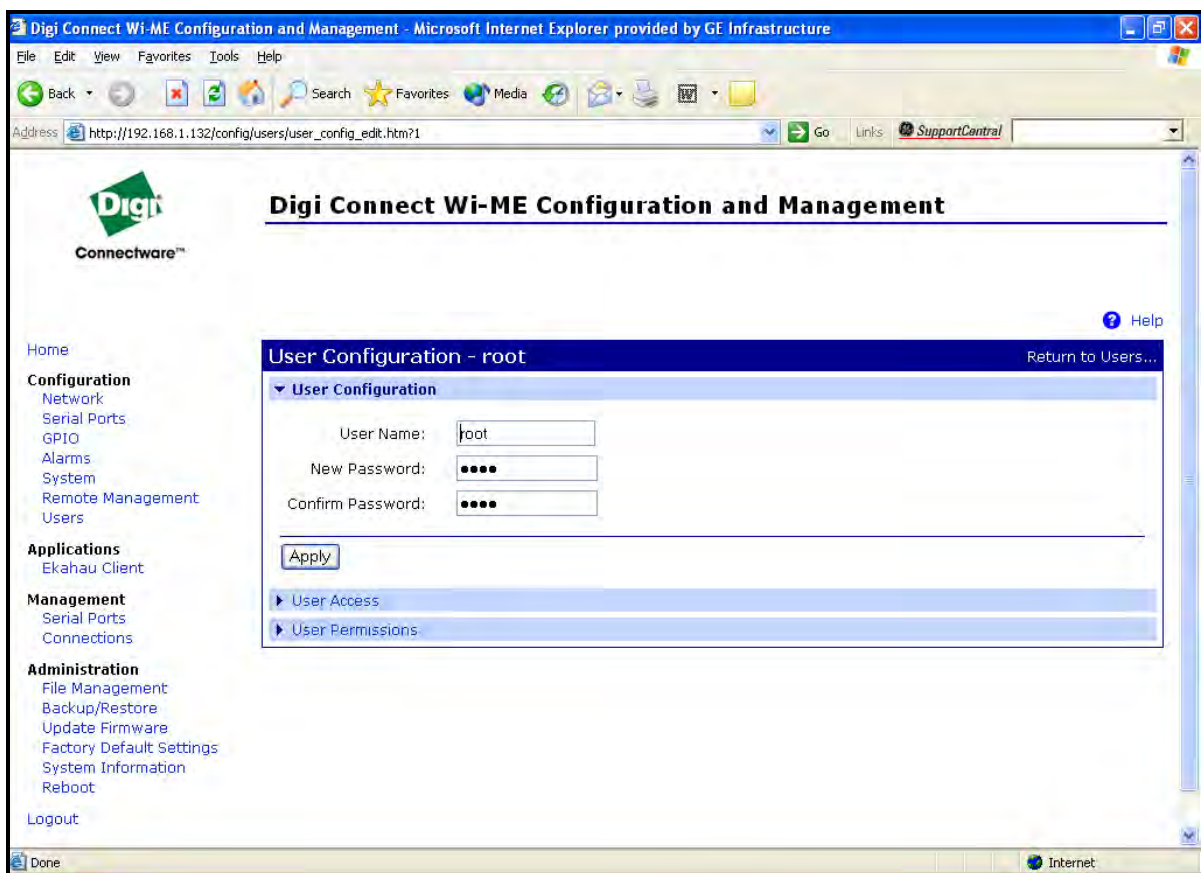 Digi Connect Wi-ME Configuration and Management - Microsoft Internet Explorer provided by GE Infrastructure
File Edit View Favorites Tools Help
Back Search Favorites Media
Address http://192.168.1.132/config/users/user_config_edit.htm?1 Go Links SupportCentral
Digi
Connectware™
Digi Connect Wi-ME Configuration and Management
? Help
Home
Configuration
Network
Serial Ports
GPIO
Alarms
System
Remote Management
Users
Applications
Ekahau Client
Management
Serial Ports
Connections
Administration
File Management
Backup/Restore
Update Firmware
Factory Default Settings
System Information
Reboot
Logout
User Configuration - root Return to Users...
User Configuration
User Name: root
New Password: ••••
Confirm Password: ••••
Apply
User Access
User Permissions
Done Internet